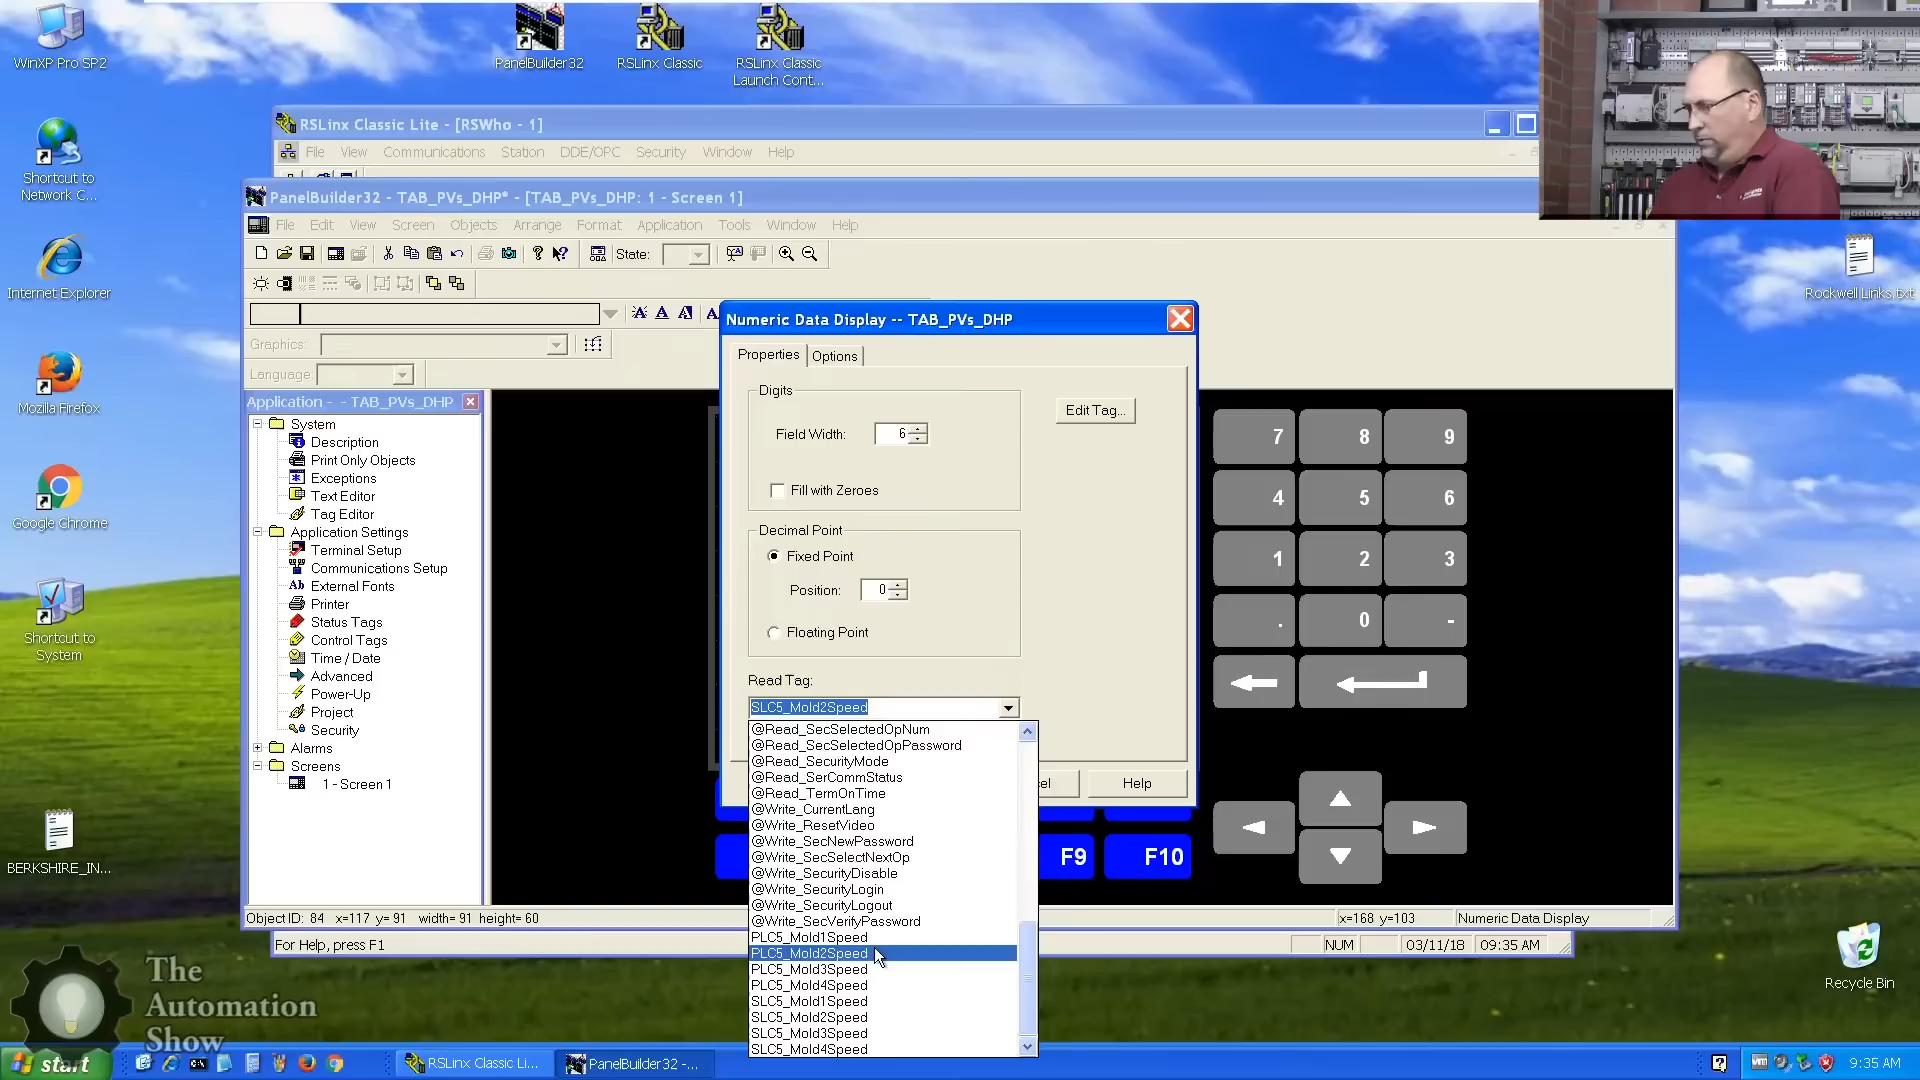 WinXP Pro SP2
PanelBuilder32
RSLinx Classic
RSLinx Classic
Launch Cont...
Shortcut to
Network C...
Internet Explorer
Mozilla Firefox
Google Chrome
Shortcut to
System
BERKSHIRE_IN...
Rockwell Links.txt
Recycle Bin
RSLinx Classic Lite - [RSWho - 1]
File View Communications Station DDE/OPC Security Window Help
PanelBuilder32 - TAB_PVs_DHP* - [TAB_PVs_DHP: 1 - Screen 1]
File Edit View Screen Objects Arrange Format Application Tools Window Help
State:
Graphics:
Language
Application - - TAB_PVs_DHP
System
Description
Print Only Objects
Exceptions
Text Editor
Tag Editor
Application Settings
Terminal Setup
Communications Setup
Ab External Fonts
Printer
Status Tags
Control Tags
Time / Date
Advanced
Power-Up
Project
Security
Alarms
Screens
1 - Screen 1
Numeric Data Display -- TAB_PVs_DHP
Properties Options
Digits
Field Width: 6
Edit Tag...
Fill with Zeroes
Decimal Point
Fixed Point
Position: 0
Floating Point
Read Tag:
SLC5_Mold2Speed
@Read_SecSelectedOpNum
@Read_SecSelectedOpPassword
@Read_SecurityMode
@Read_SerCommStatus
@Read_TermOnTime
@Write_CurrentLang
@Write_ResetVideo
@Write_SecNewPassword
@Write_SecSelectNextOp
@Write_SecurityDisable
@Write_SecurityLogin
@Write_SecurityLogout
@Write_SecVerifyPassword
PLC5_Mold1Speed
PLC5_Mold2Speed
PLC5_Mold3Speed
PLC5_Mold4Speed
SLC5_Mold1Speed
SLC5_Mold2Speed
SLC5_Mold3Speed
SLC5_Mold4Speed
cel Help
7 8 9
4 5 6
1 2 3
. 0 -
F9 F10
Object ID: 84 x=117 y= 91 width= 91 height= 60
x=168 y=103 Numeric Data Display
For Help, press F1
NUM 03/11/18 09:35 AM
The
Automation
Show
start
RSLinx Classic Li...
PanelBuilder32 -...
9:35 AM